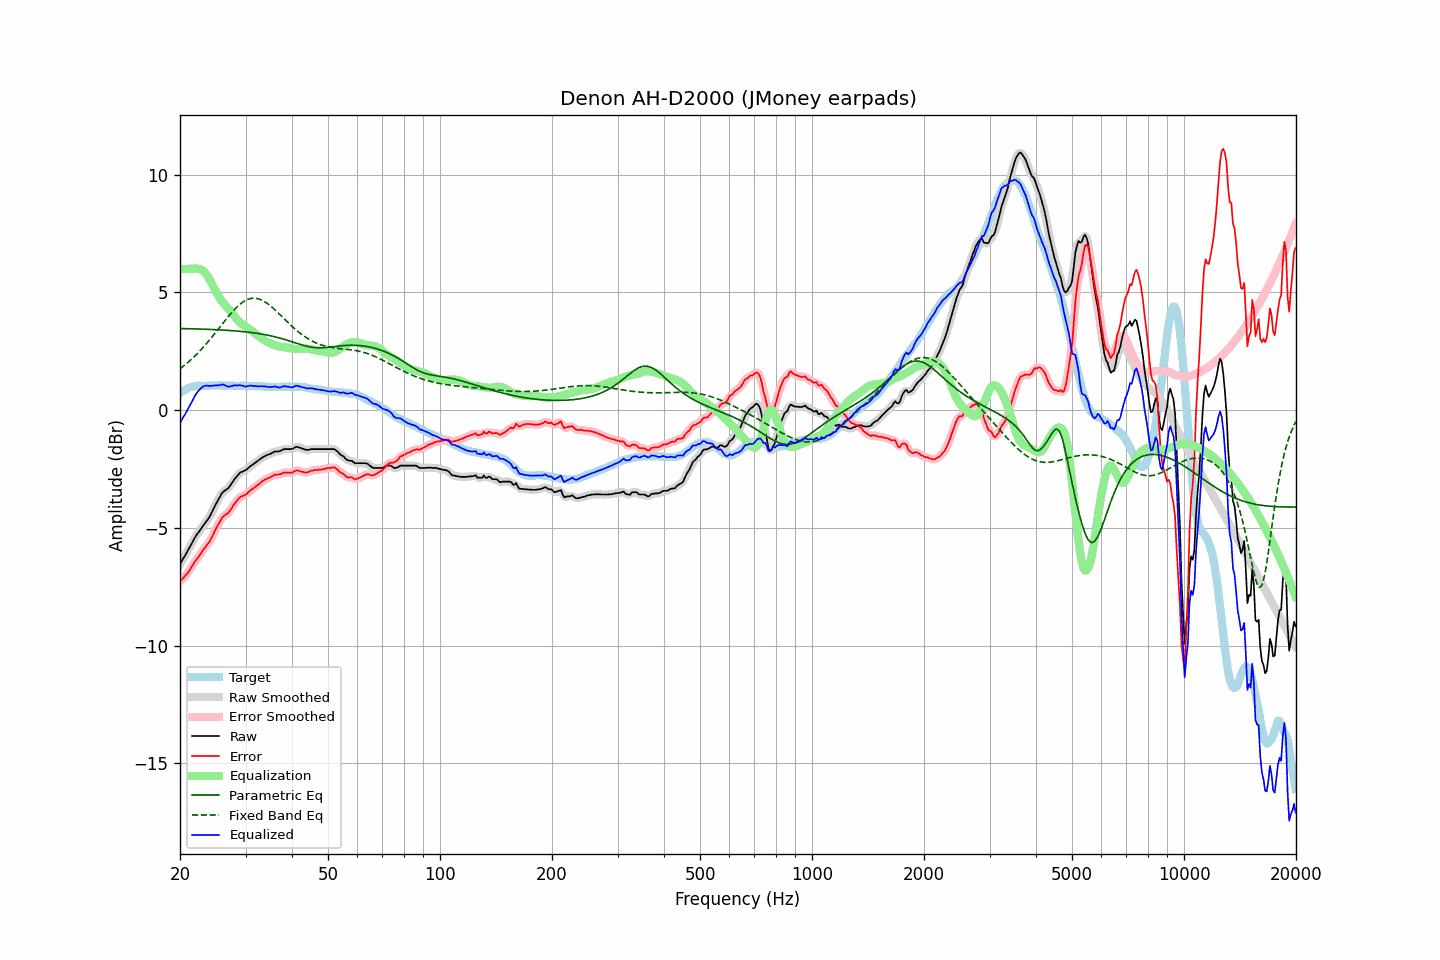 Denon AH-D2000 (JMoney earpads)
Amplitude (dBr)
10
5
0
−5
−10
−15
Target
Raw Smoothed
Error Smoothed
Raw
Error
Equalization
Parametric Eq
Fixed Band Eq
Equalized
20 50 100 200 500 1000 2000 5000 10000 20000
Frequency (Hz)